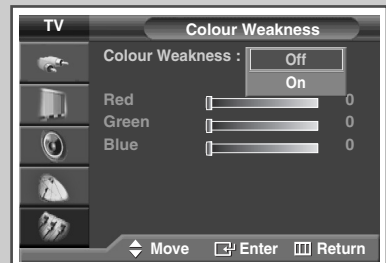 TV
Colour Weakness
Colour Weakness : Off
On
Red 0
Green 0
Blue 0
Move Enter Return